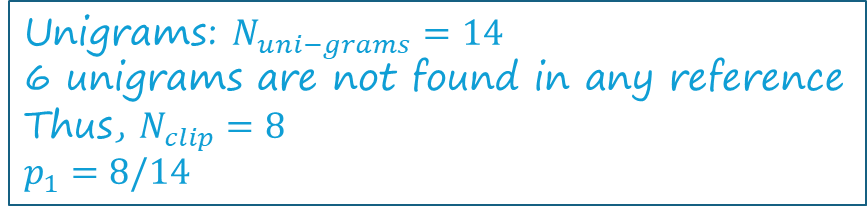 Unigrams: N_{uni-grams} = 14
6 unigrams are not found in any reference
Thus, N_{clip} = 8
p_1 = 8/14